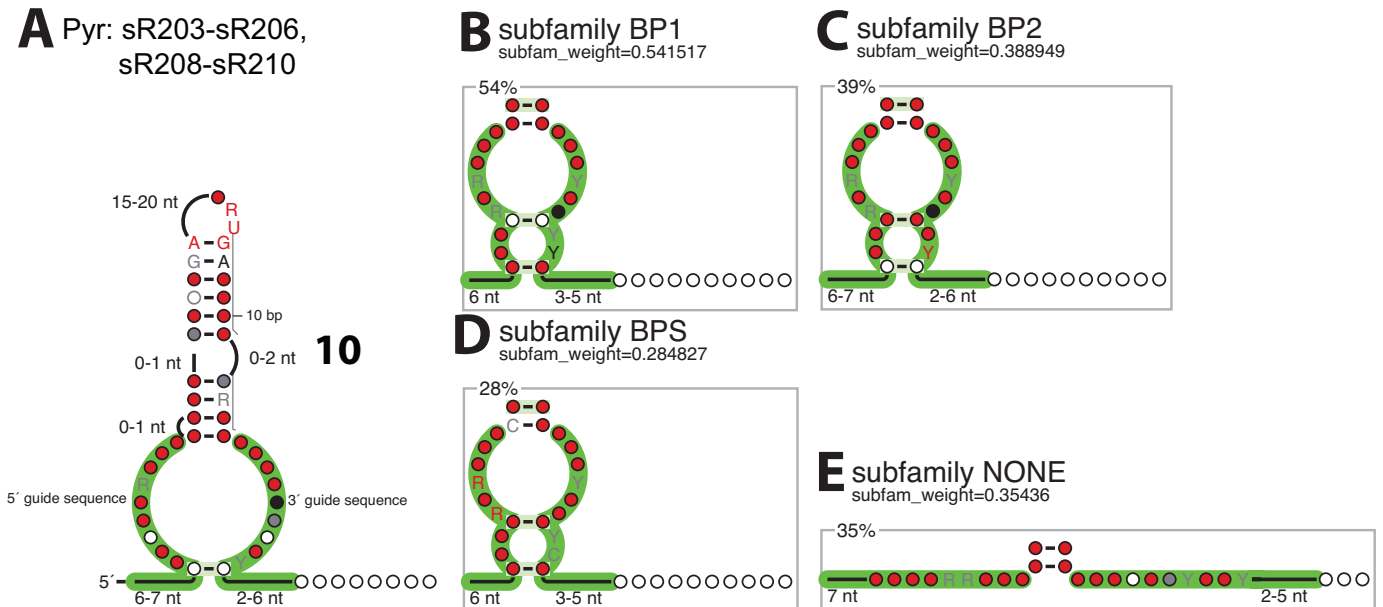 A Pyr: sR203-sR206,
sR208-sR210
15-20 nt
R
U
A G
G A
10 bp
0-1 nt
0-2 nt
10
R
0-1 nt
R
5´ guide sequence
3´ guide sequence
Y
5´
6-7 nt
2-6 nt
B subfamily BP1
subfam_weight=0.541517
54%
R Y
R
Y
Y
6 nt
3-5 nt
C subfamily BP2
subfam_weight=0.388949
39%
R Y
R
Y
6-7 nt
2-6 nt
D subfamily BPS
subfam_weight=0.284827
28%
C
R Y
R
Y
C
6 nt
3-5 nt
E subfamily NONE
subfam_weight=0.35436
35%
R R Y Y
7 nt
2-5 nt